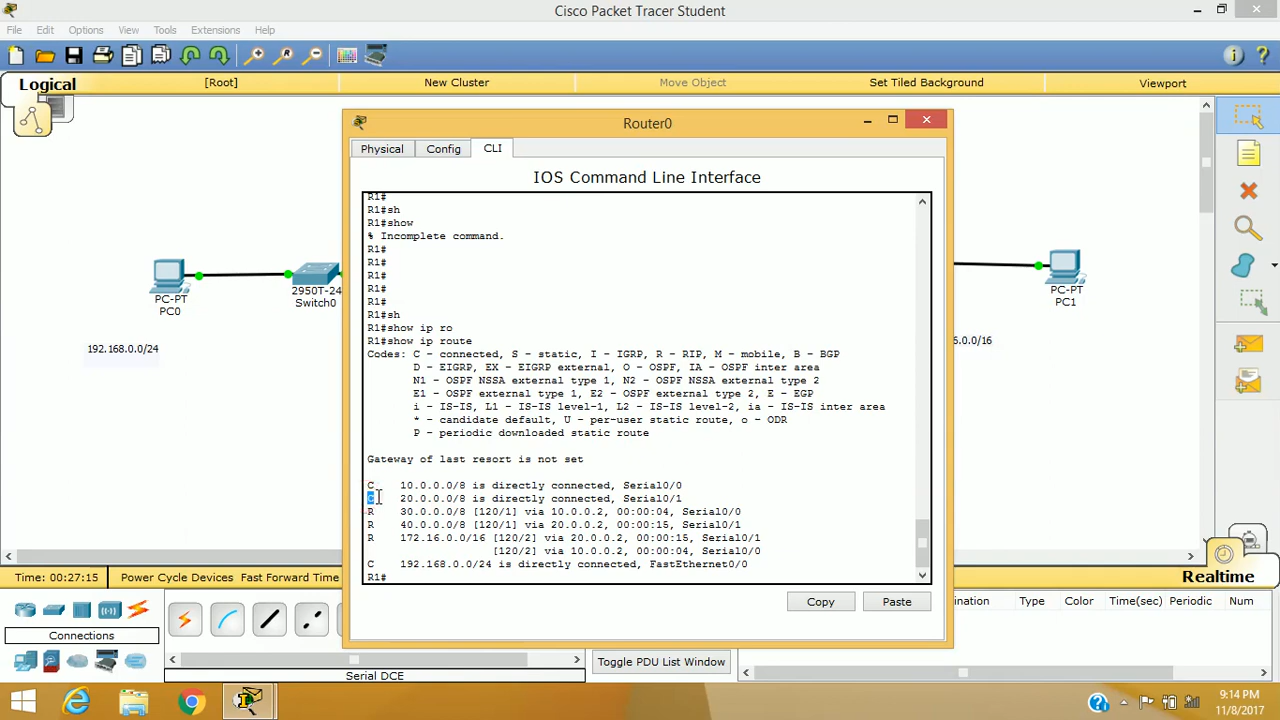 Cisco Packet Tracer Student
File Edit Options View Tools Extensions Help
Logical [Root] New Cluster Move Object Set Tiled Background Viewport
Router0
Physical Config CLI
IOS Command Line Interface
R1#
R1#sh
R1#show
% Incomplete command.
R1#
R1#
R1#
R1#
R1#
R1#sh
R1#show ip ro
R1#show ip route
Codes: C - connected, S - static, I - IGRP, R - RIP, M - mobile, B - BGP
D - EIGRP, EX - EIGRP external, O - OSPF, IA - OSPF inter area
N1 - OSPF NSSA external type 1, N2 - OSPF NSSA external type 2
E1 - OSPF external type 1, E2 - OSPF external type 2, E - EGP
i - IS-IS, L1 - IS-IS level-1, L2 - IS-IS level-2, ia - IS-IS inter area
* - candidate default, U - per-user static route, o - ODR
P - periodic downloaded static route
Gateway of last resort is not set
C 10.0.0.0/8 is directly connected, Serial0/0
C 20.0.0.0/8 is directly connected, Serial0/1
R 30.0.0.0/8 [120/1] via 10.0.0.2, 00:00:04, Serial0/0
R 40.0.0.0/8 [120/1] via 20.0.0.2, 00:00:15, Serial0/1
R 172.16.0.0/16 [120/2] via 20.0.0.2, 00:00:15, Serial0/1
[120/2] via 10.0.0.2, 00:00:04, Serial0/0
C 192.168.0.0/24 is directly connected, FastEthernet0/0
R1#
Copy Paste
PC-PT
PC0
192.168.0.0/24
2950T-24
Switch0
PC-PT
PC1
.0.0/16
Time: 00:27:15 Power Cycle Devices Fast Forward Time
Realtime
Connections
Serial DCE
Toggle PDU List Window
ination Type Color Time(sec) Periodic Num
9:14 PM
11/8/2017